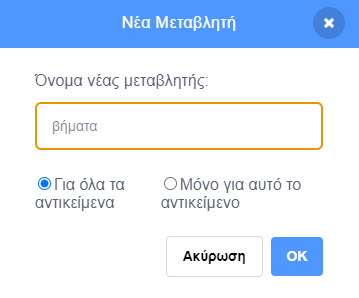 Νέα Μεταβλητή
Όνομα νέας μεταβλητής:
βήματα
Για όλα τα αντικείμενα
Μόνο για αυτό το αντικείμενο
Ακύρωση
OK